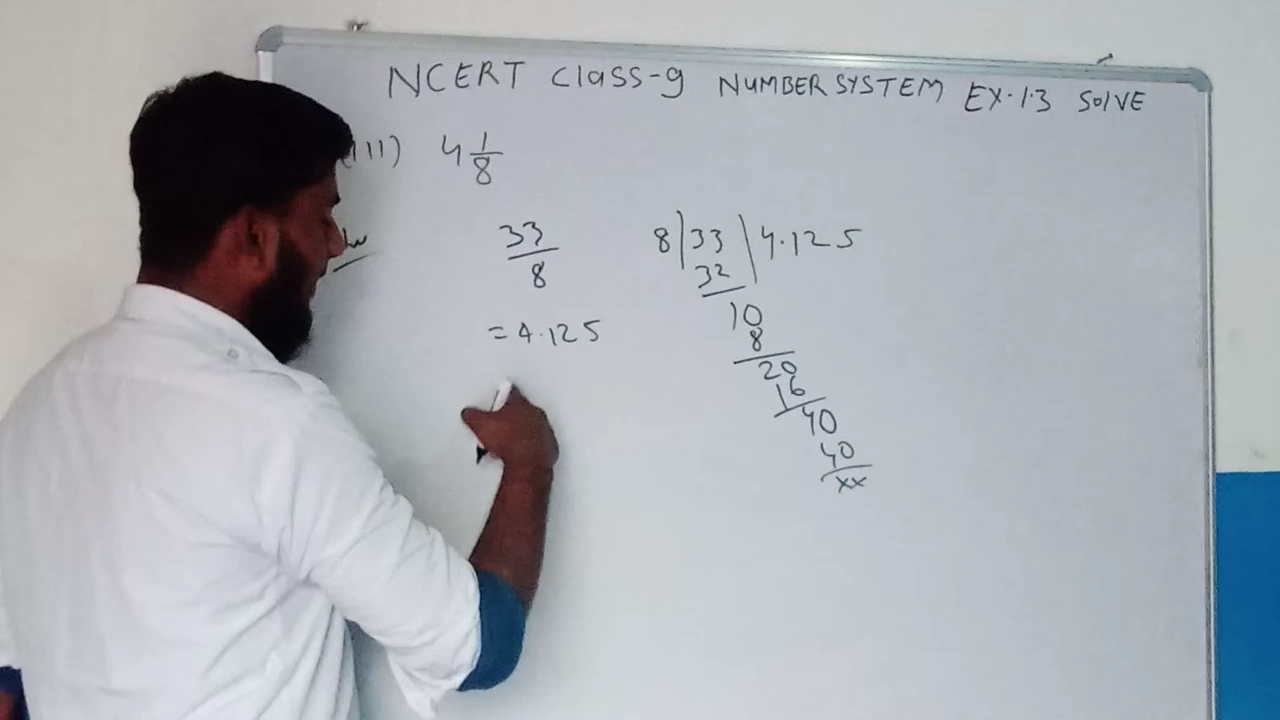 NCERT Class-9 NUMBER SYSTEM EX.1.3 SOLVE
(111) 4 1/8
33/8
= 4.125
8 | 33 | 4.125
32
10
8
20
16
40
40
xx